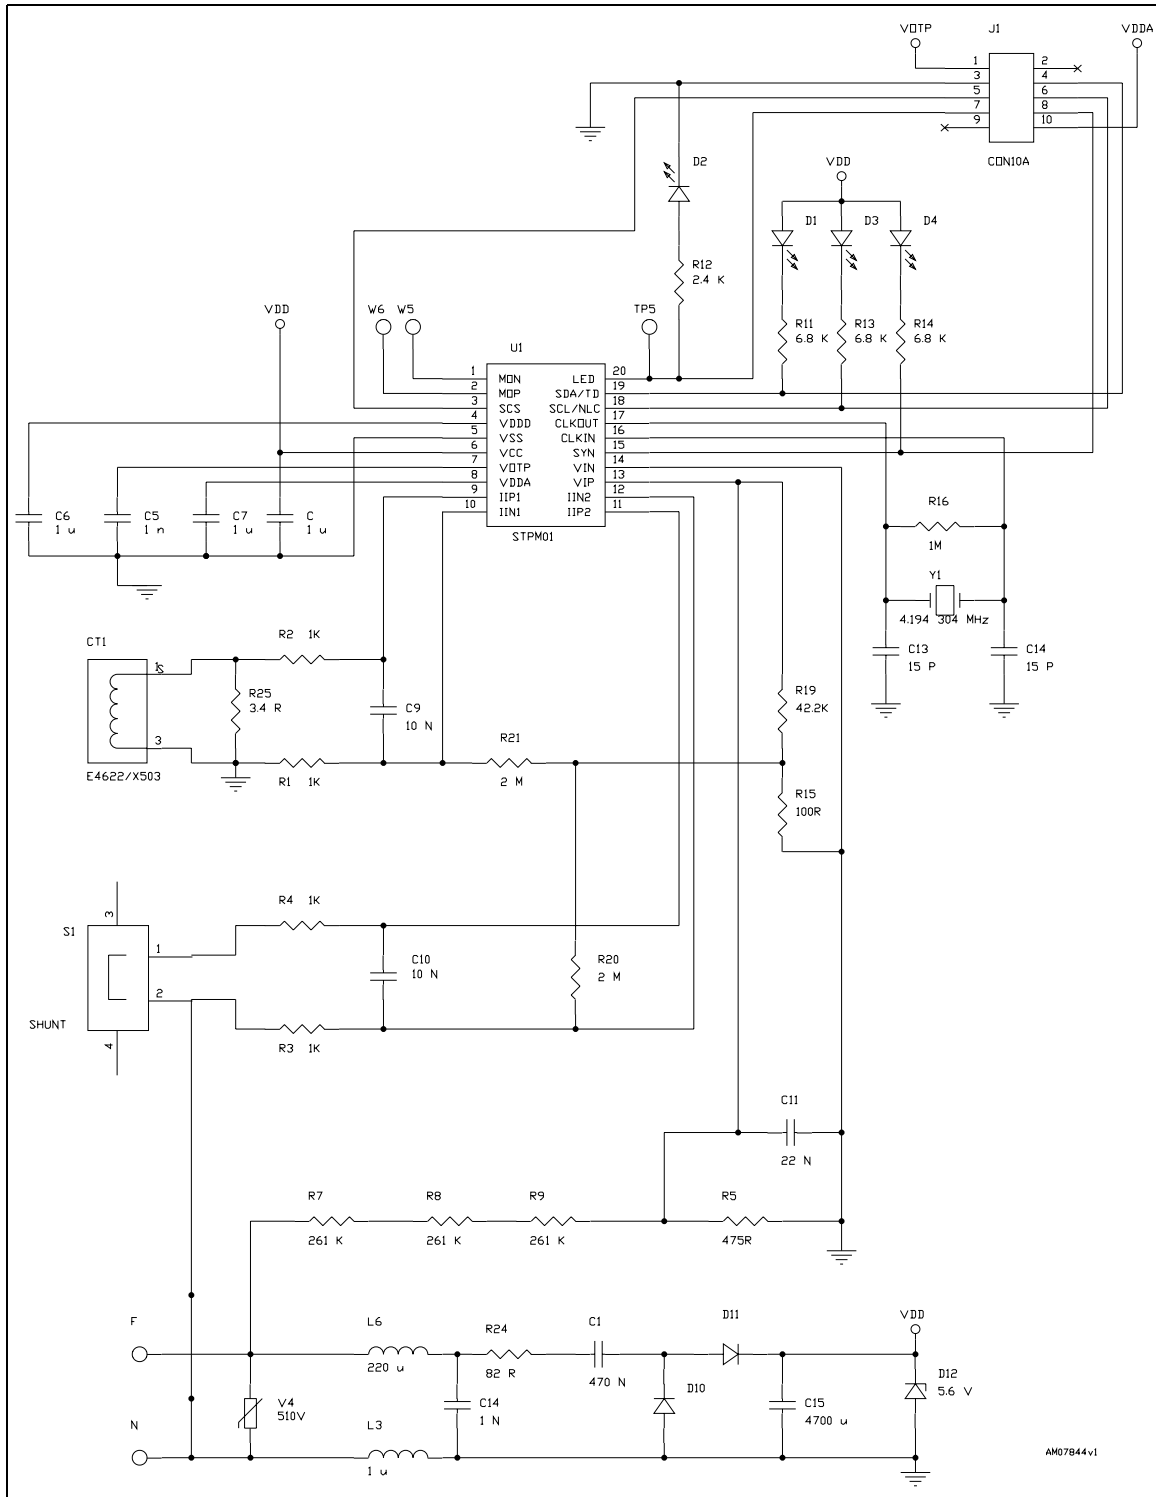 VOTP
J1
VDDA
1
2
3
4
5
6
7
8
9
10
CON10A
D2
VDD
D1
D3
D4
R12
2.4 K
VDD
W6
W5
TP5
R11
6.8 K
R13
6.8 K
R14
6.8 K
U1
1
MON
LED
20
2
MOP
SDA/TD
19
3
SCS
SCL/NLC
18
4
VDDD
CLKOUT
17
5
VSS
CLKIN
16
6
VCC
SYN
15
7
VOTP
VIN
14
8
VDDA
VIP
13
9
IIP1
IIN2
12
10
IIN1
IIP2
11
STPM01
C6
1 u
C5
1 n
C7
1 u
C
1 u
R16
1M
Y1
4.194 304 MHz
C13
15 P
C14
15 P
CT1
1S
3
E4622/X503
R2 1K
R25
3.4 R
C9
10 N
R1 1K
R21
2 M
R19
42.2K
R15
100R
S1
3
1
2
4
SHUNT
R4 1K
C10
10 N
R3 1K
R20
2 M
C11
22 N
R7
261 K
R8
261 K
R9
261 K
R5
475R
F
L6
220 u
R24
82 R
C1
470 N
D11
VDD
V4
510V
C14
1 N
D10
C15
4700 u
D12
5.6 V
N
L3
1 u
AM07844v1